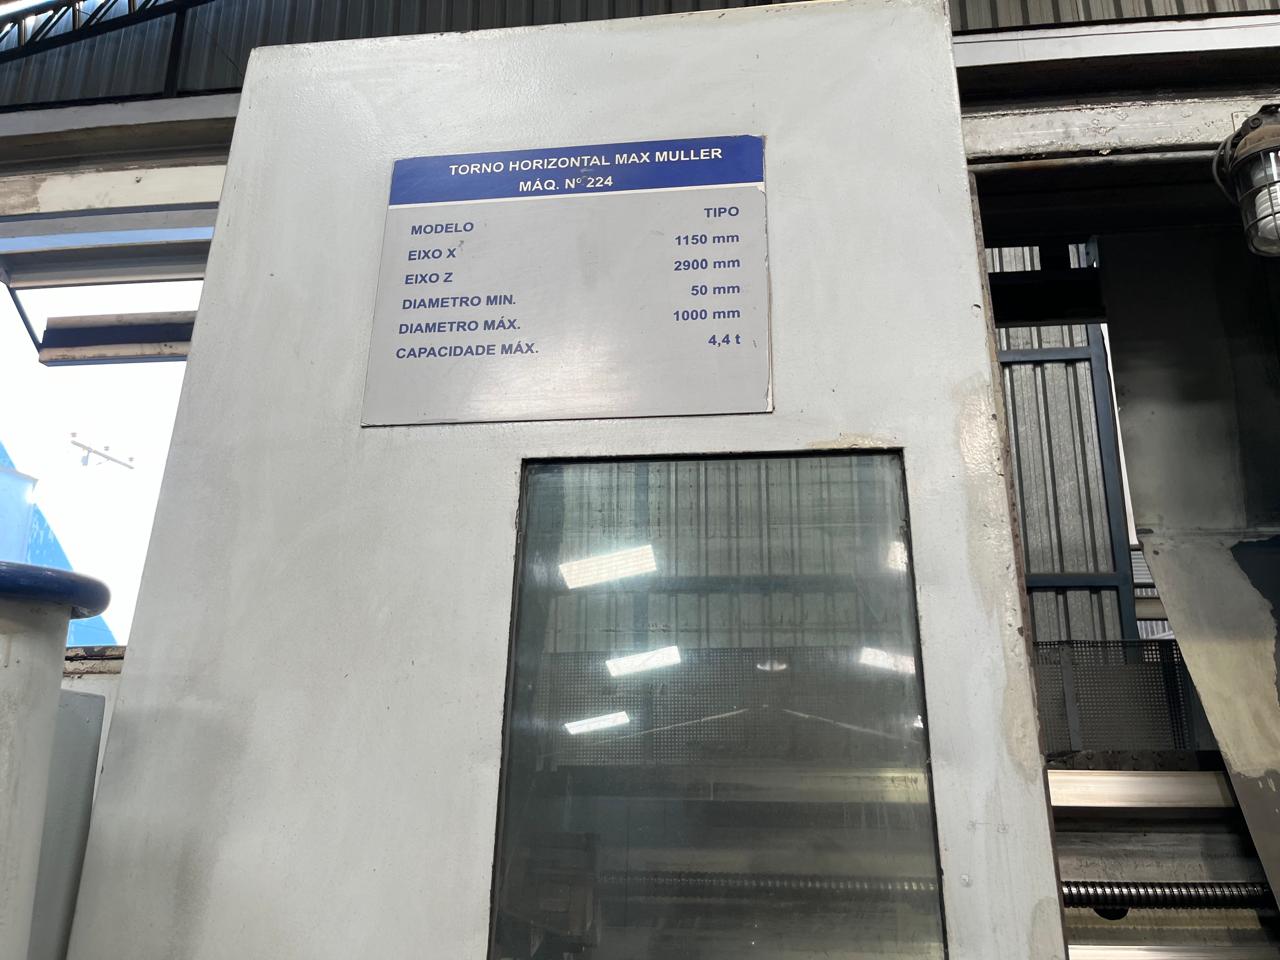 TORNO HORIZONTAL MAX MULLER
MÁQ. Nº 224
MODELO TIPO
EIXO X 1150 mm
EIXO Z 2900 mm
DIAMETRO MIN. 50 mm
DIAMETRO MÁX. 1000 mm
CAPACIDADE MÁX. 4,4 t